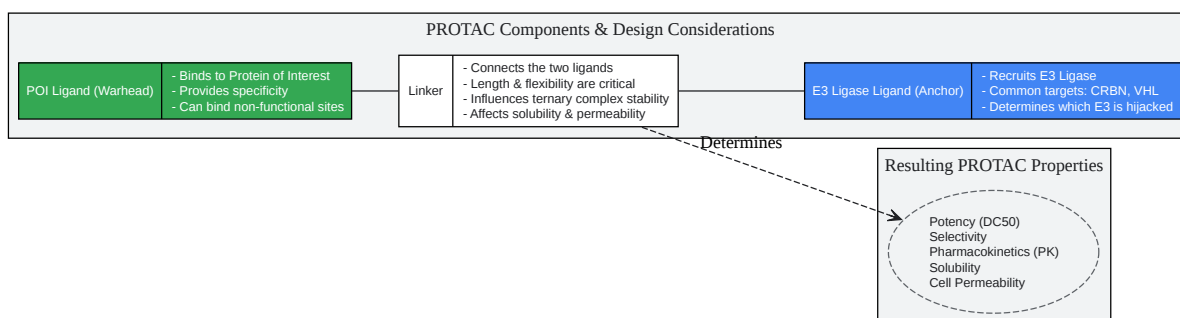 PROTAC Components & Design Considerations
POI Ligand (Warhead)
- Binds to Protein of Interest
- Provides specificity
- Can bind non-functional sites
Linker
- Connects the two ligands
- Length & flexibility are critical
- Influences ternary complex stability
- Affects solubility & permeability
E3 Ligase Ligand (Anchor)
- Recruits E3 Ligase
- Common targets: CRBN, VHL
- Determines which E3 is hijacked
Determines
Resulting PROTAC Properties
Potency (DC50)
Selectivity
Pharmacokinetics (PK)
Solubility
Cell Permeability